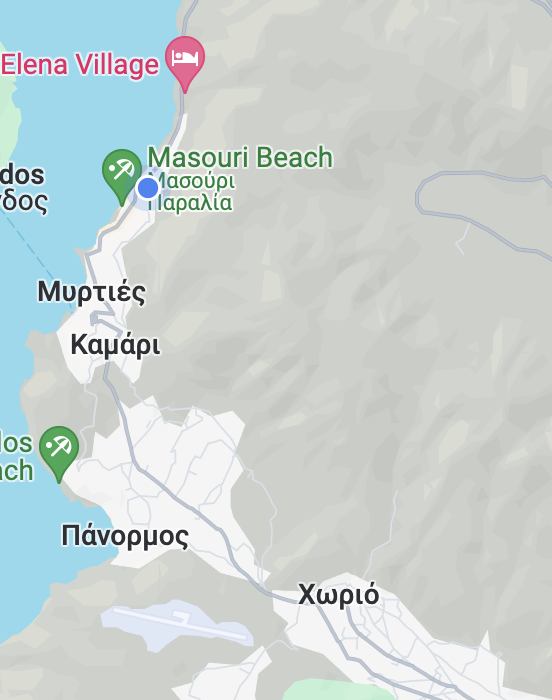 Elena Village
Masouri Beach
Μασούρι
Παραλία
Μυρτιές
Καμάρι
Πάνορμος
Χωριό